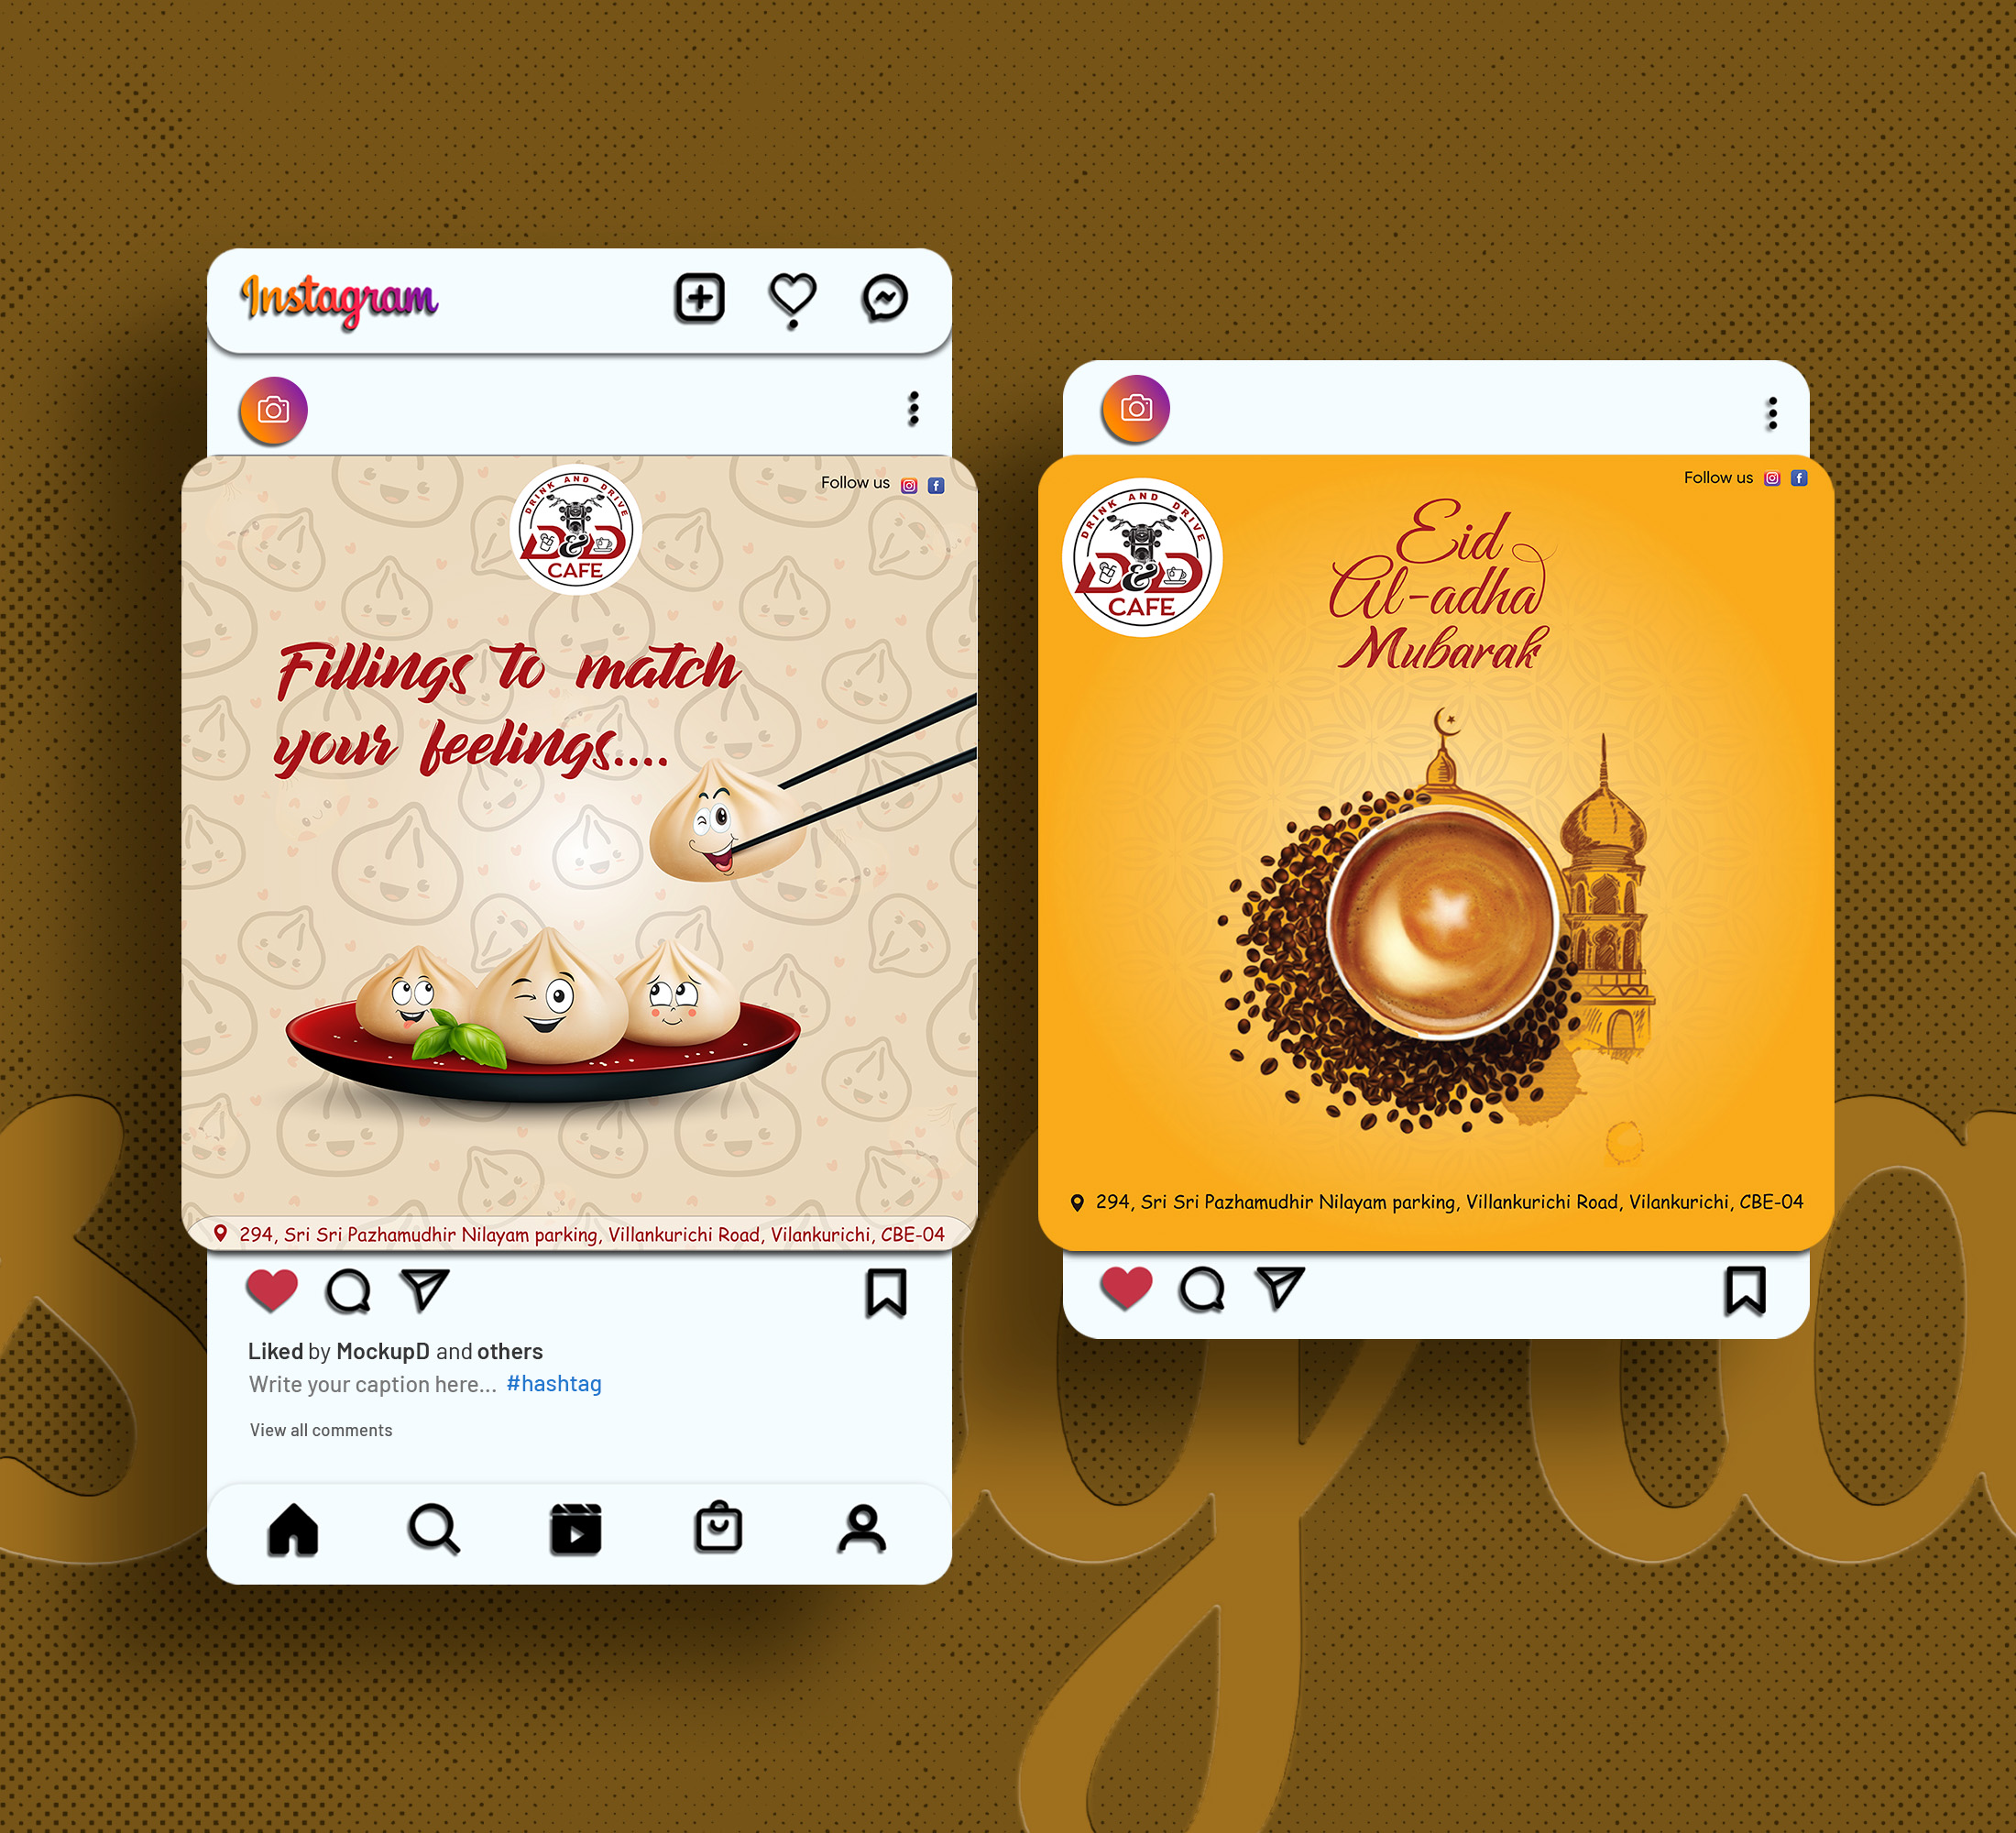 Instagram
Follow us
DRINK AND DRIVE
D&D
CAFE
Fillings to match
your feelings....
294, Sri Sri Pazhamudhir Nilayam parking, Villankurichi Road, Vilankurichi, CBE-04
Liked by MockupD and others
Write your caption here... #hashtag
View all comments
Follow us
DRINK AND DRIVE
D&D
CAFE
Eid
Al-adha
Mubarak
294, Sri Sri Pazhamudhir Nilayam parking, Villankurichi Road, Vilankurichi, CBE-04